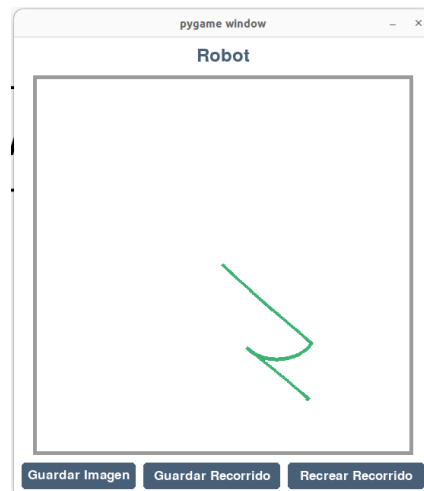 pygame window
Robot
Guardar Imagen
Guardar Recorrido
Recrear Recorrido